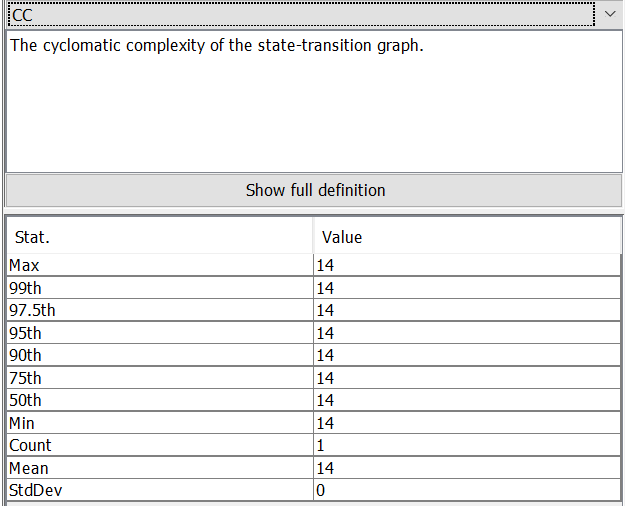 CC
The cyclomatic complexity of the state-transition graph.
Show full definition
Stat. Value
Max 14
99th 14
97.5th 14
95th 14
90th 14
75th 14
50th 14
Min 14
Count 1
Mean 14
StdDev 0